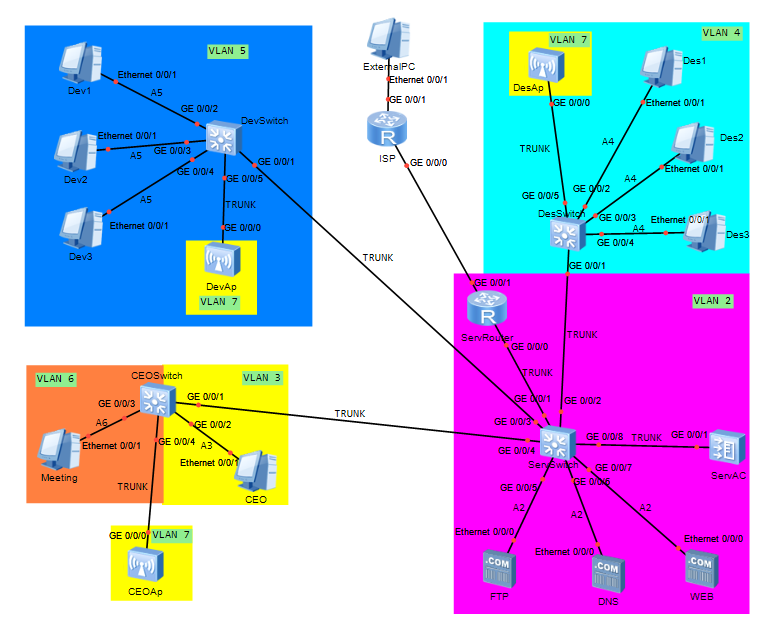 VLAN 5
Ethernet 0/0/1
Dev1
A5
GE 0/0/2
DevSwitch
Ethernet 0/0/1
GE 0/0/3
A5
Dev2
GE 0/0/4
GE 0/0/1
GE 0/0/5
A5
TRUNK
Ethernet 0/0/1
GE 0/0/0
Dev3
DevAp
VLAN 7
ExternalPC
Ethernet 0/0/1
GE 0/0/1
ISP
GE 0/0/0
TRUNK
VLAN 7
VLAN 4
DesAp
Des1
GE 0/0/0
Ethernet 0/0/1
TRUNK
A4
Des2
Ethernet 0/0/1
A4
GE 0/0/2
GE 0/0/5
DesSwitch
GE 0/0/3
Ethernet 0/0/1
A4
Des3
GE 0/0/4
GE 0/0/1
GE 0/0/1
VLAN 2
ServRouter
TRUNK
GE 0/0/0
TRUNK
GE 0/0/1
GE 0/0/2
GE 0/0/3
GE 0/0/4
GE 0/0/8
TRUNK
GE 0/0/1
ServSwitch
ServAC
GE 0/0/7
GE 0/0/6
GE 0/0/5
A2
A2
A2
Ethernet 0/0/0
Ethernet 0/0/0
Ethernet 0/0/0
FTP
DNS
WEB
VLAN 6
CEOSwitch
VLAN 3
GE 0/0/1
GE 0/0/3
TRUNK
A6
GE 0/0/2
GE 0/0/4
Ethernet 0/0/1
A3
Ethernet 0/0/1
Meeting
TRUNK
CEO
GE 0/0/0
VLAN 7
CEOAp